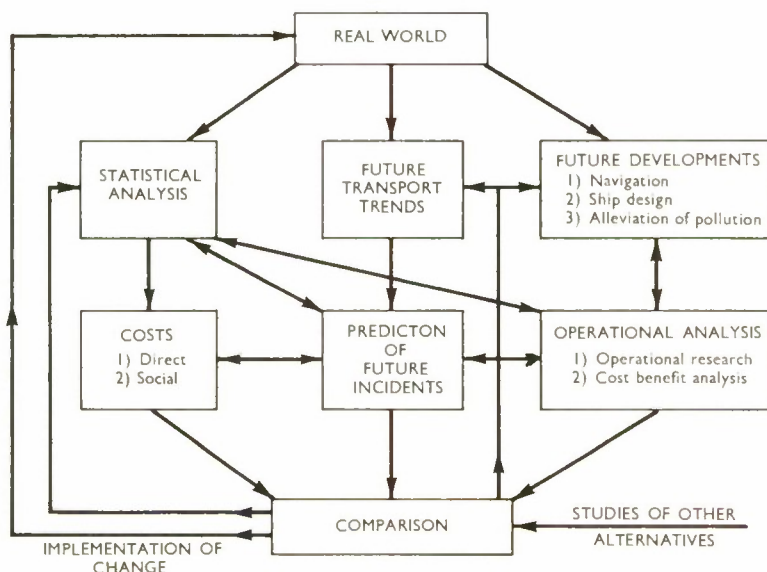 REAL WORLD
STATISTICAL
ANALYSIS
FUTURE
TRANSPORT
TRENDS
FUTURE DEVELOPMENTS
1) Navigation
2) Ship design
3) Alleviation of pollution
COSTS
1) Direct
2) Social
PREDICTON
OF
FUTURE
INCIDENTS
OPERATIONAL ANALYSIS
1) Operational research
2) Cost benefit analysis
COMPARISON
STUDIES OF OTHER
ALTERNATIVES
IMPLEMENTATION OF
CHANGE